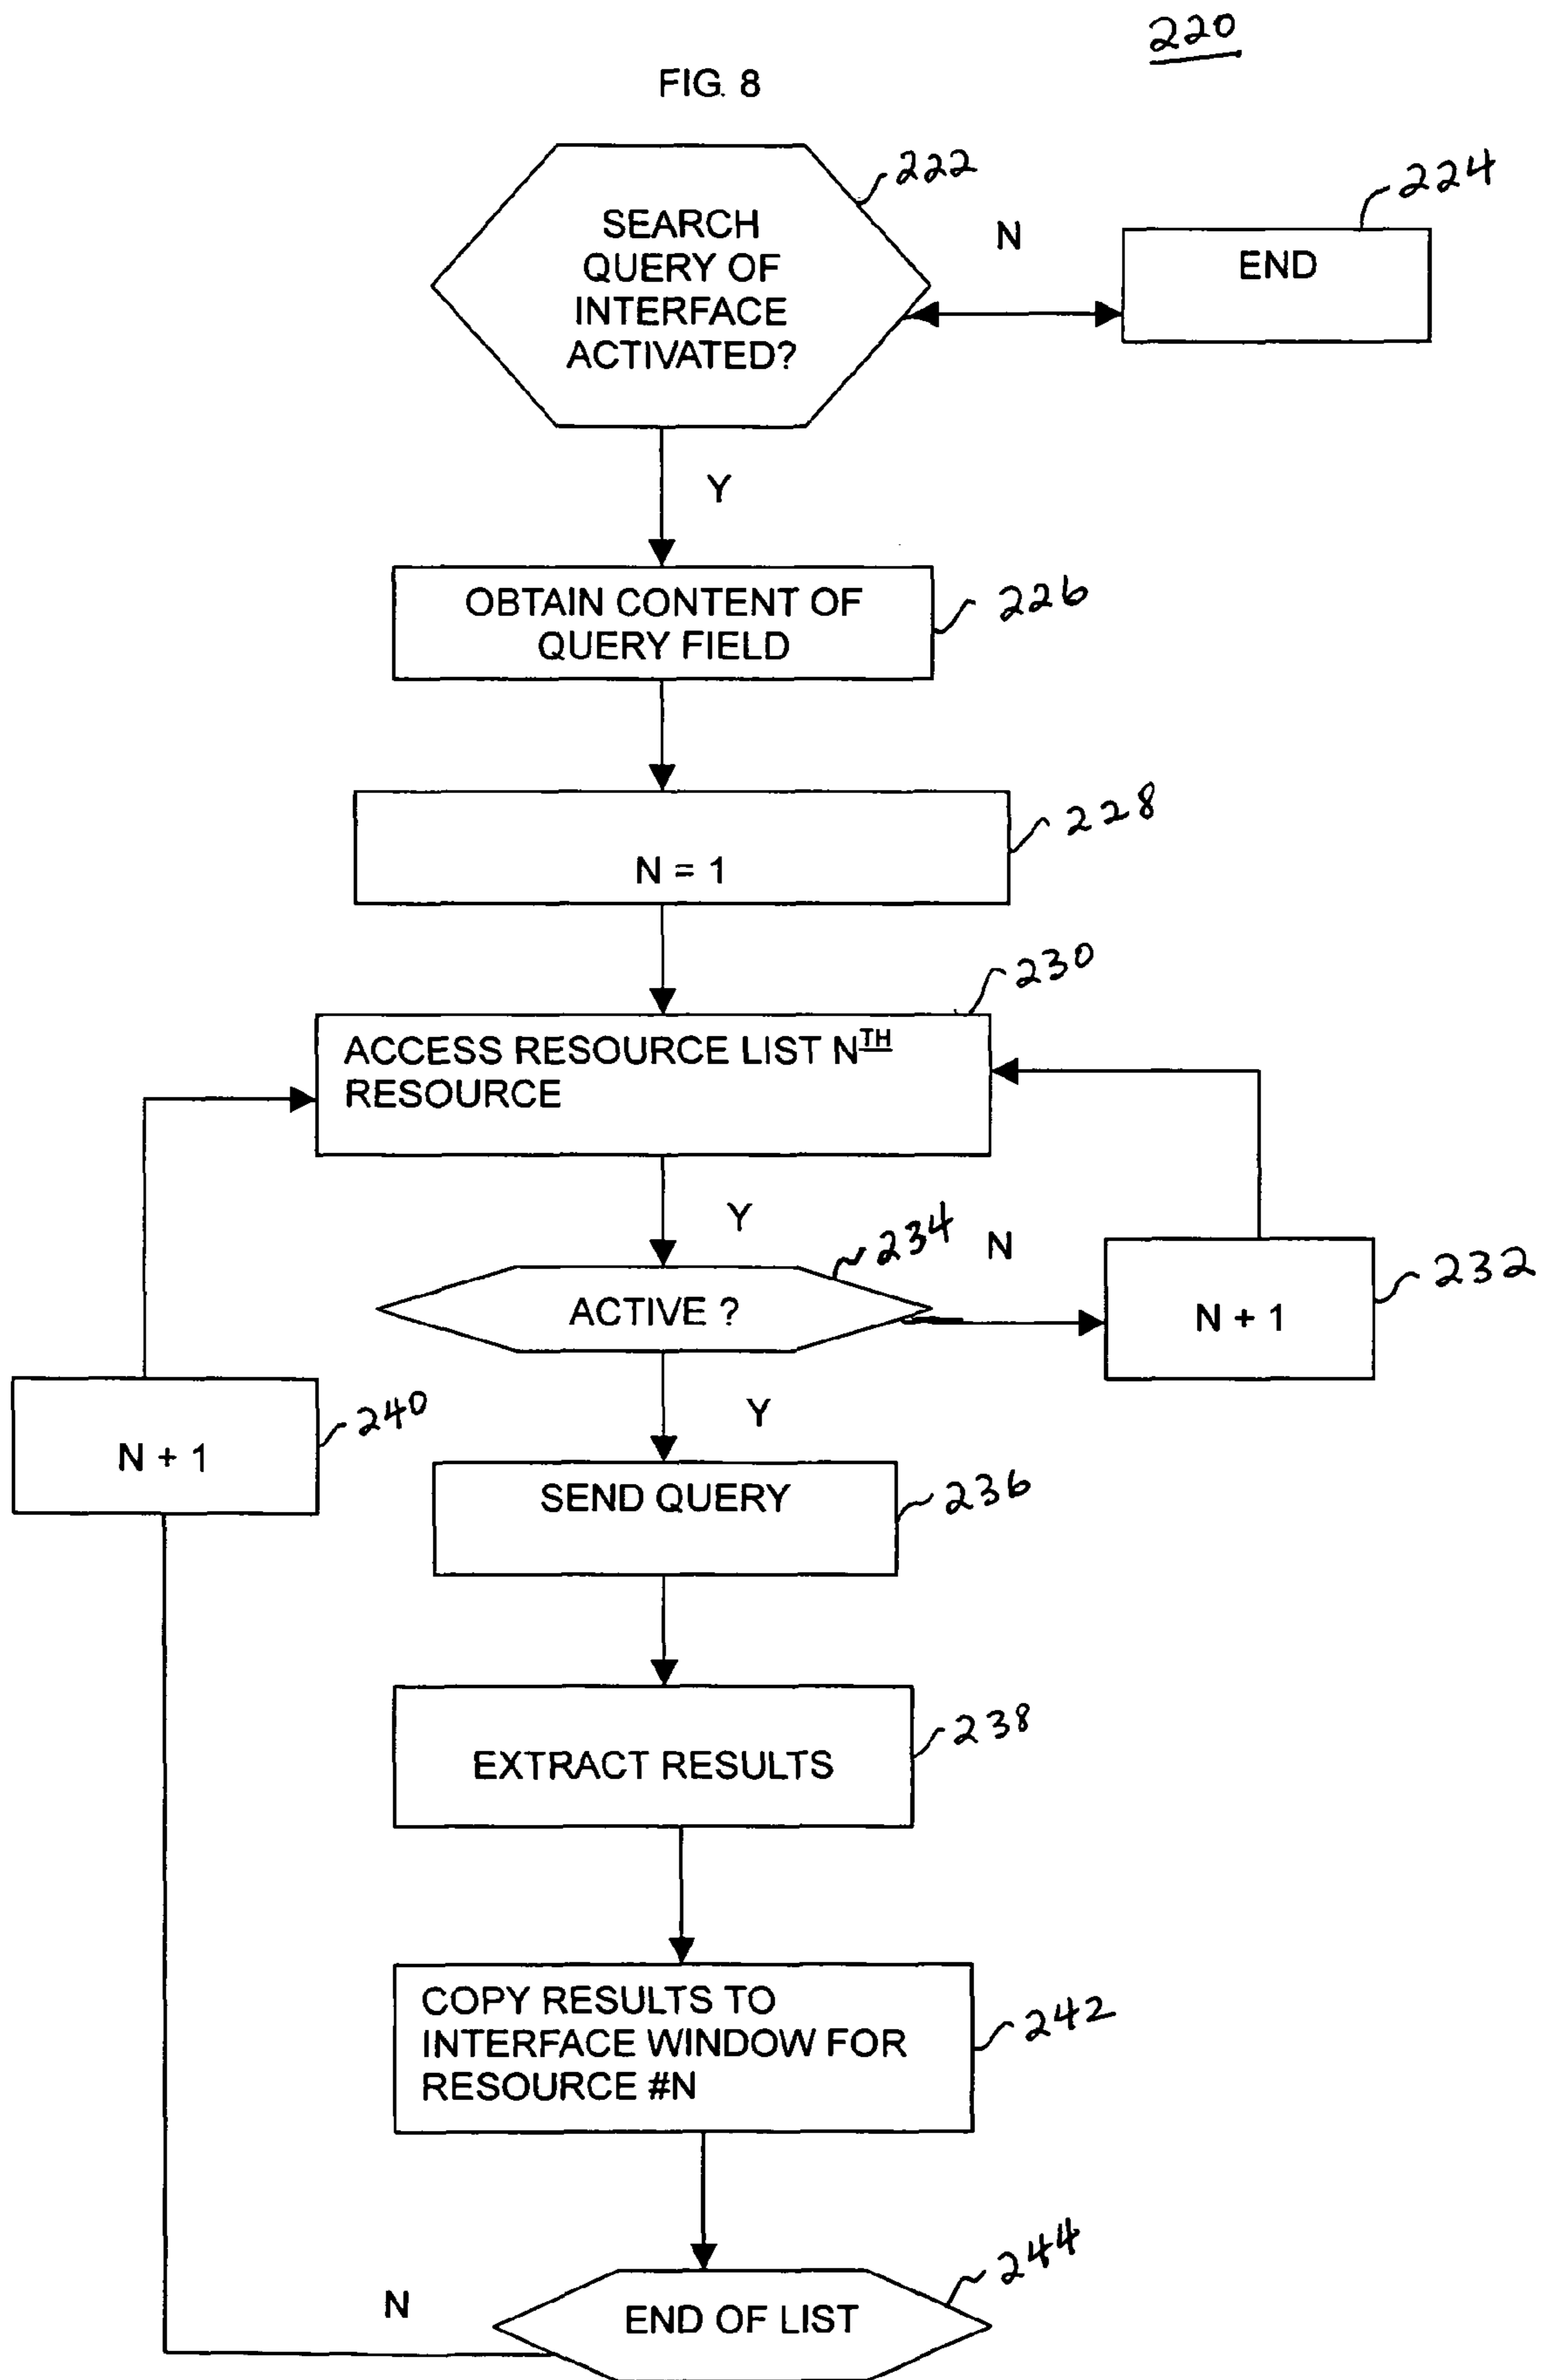 220
FIG. 8
222
224
SEARCH
QUERY OF
INTERFACE
ACTIVATED?
N
END
Y
OBTAIN CONTENT OF
QUERY FIELD
226
228
N = 1
230
ACCESS RESOURCE LIST NTH
RESOURCE
Y
234
N
ACTIVE ?
N + 1
232
240
N + 1
Y
SEND QUERY
236
238
EXTRACT RESULTS
COPY RESULTS TO
INTERFACE WINDOW FOR
RESOURCE #N
242
244
N
END OF LIST